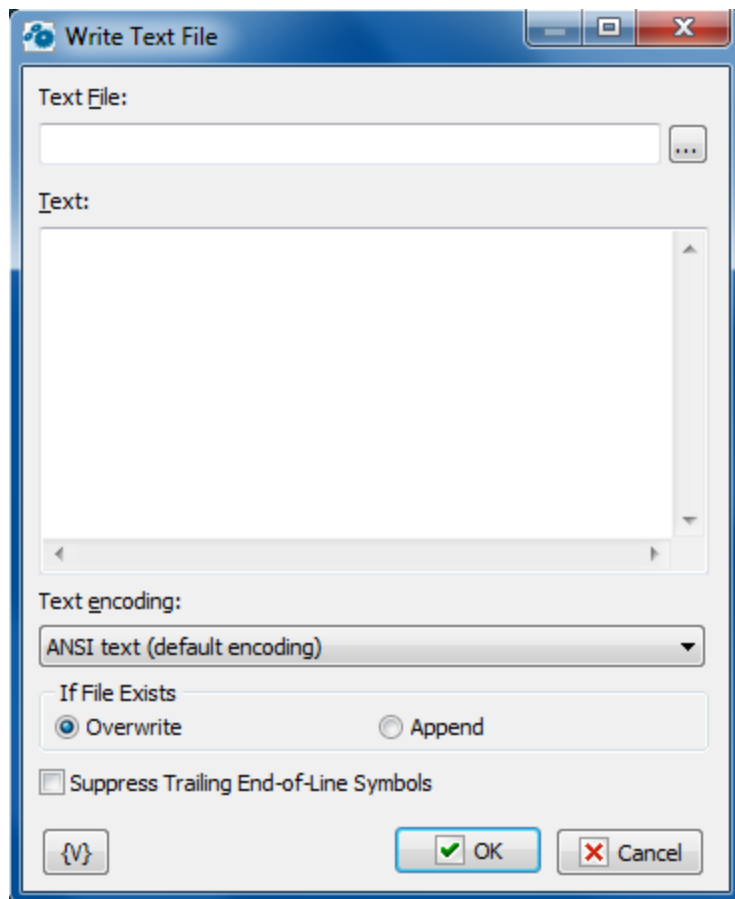 Write Text File
Text File:
...
Text:
Text encoding:
ANSI text (default encoding)
If File Exists
Overwrite Append
Suppress Trailing End-of-Line Symbols
{V} OK Cancel